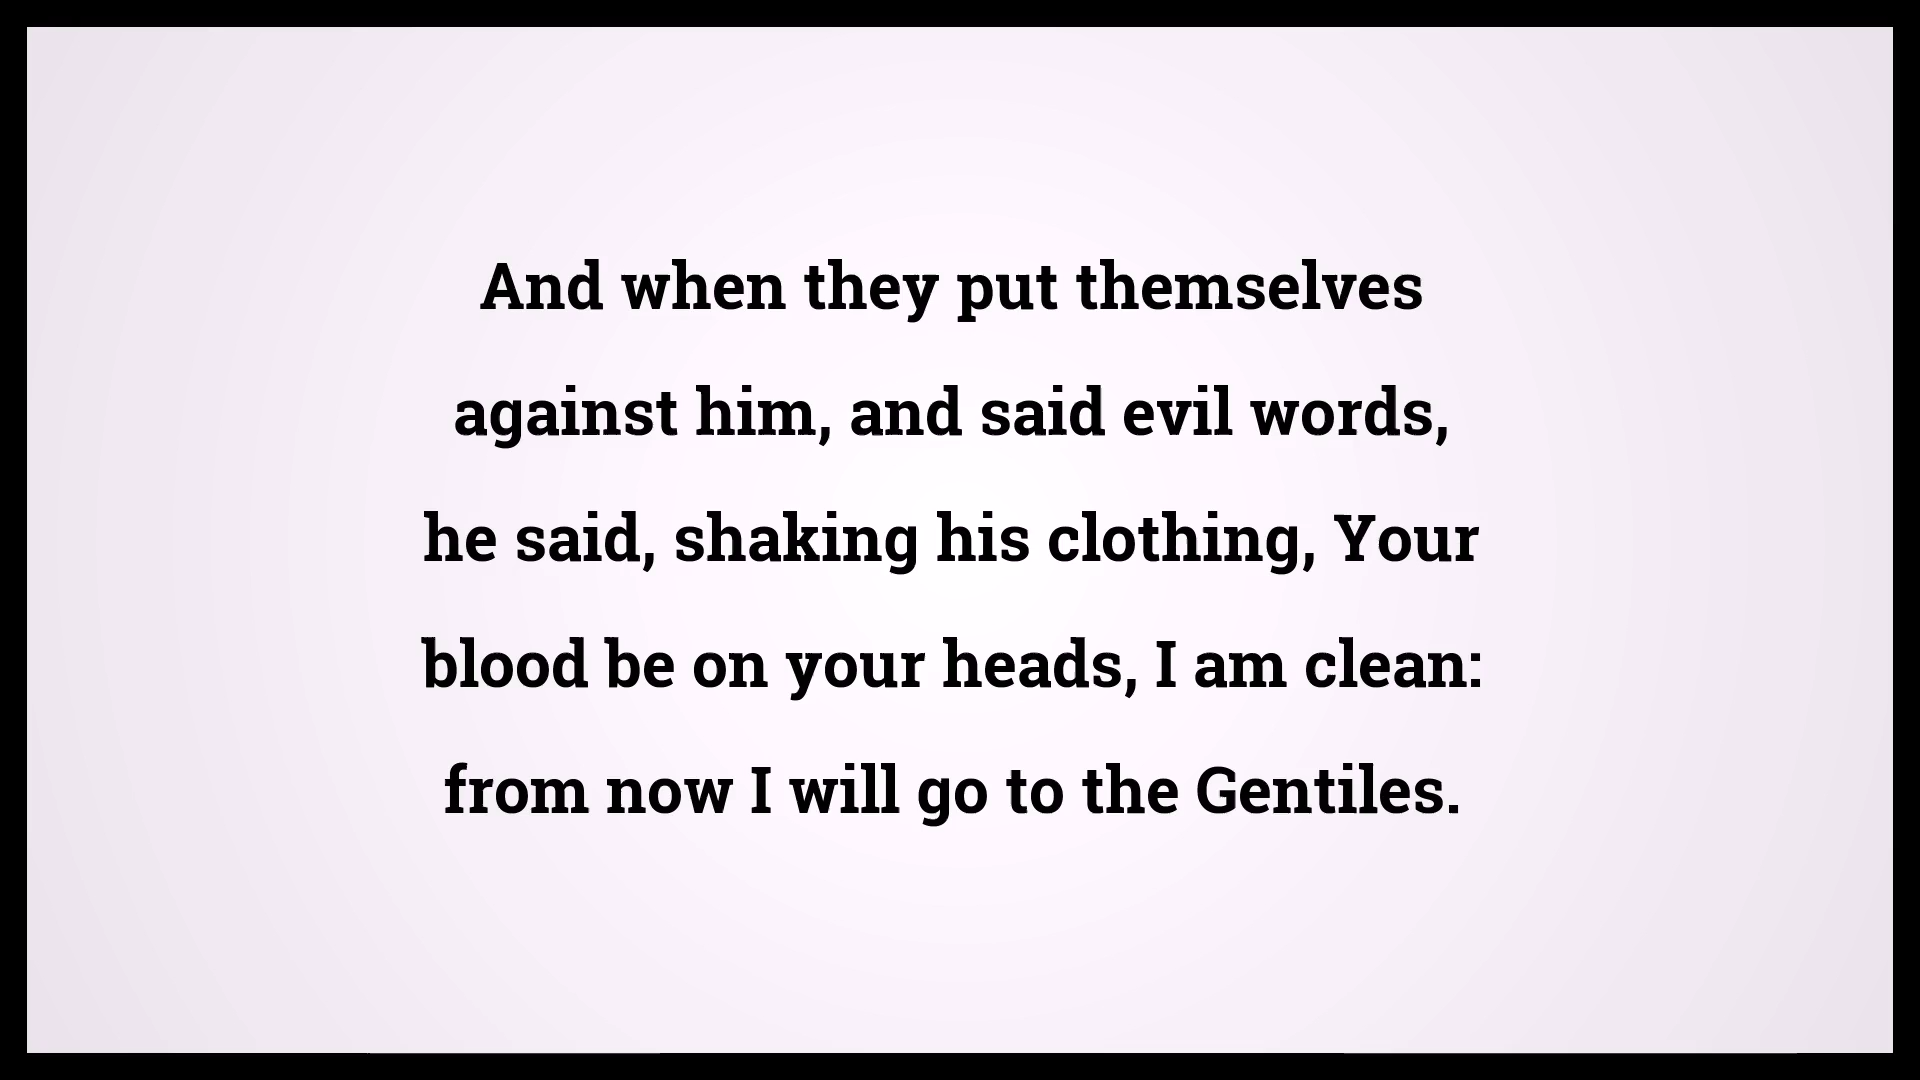 And when they put themselves
against him, and said evil words,
he said, shaking his clothing, Your
blood be on your heads, I am clean:
from now I will go to the Gentiles.